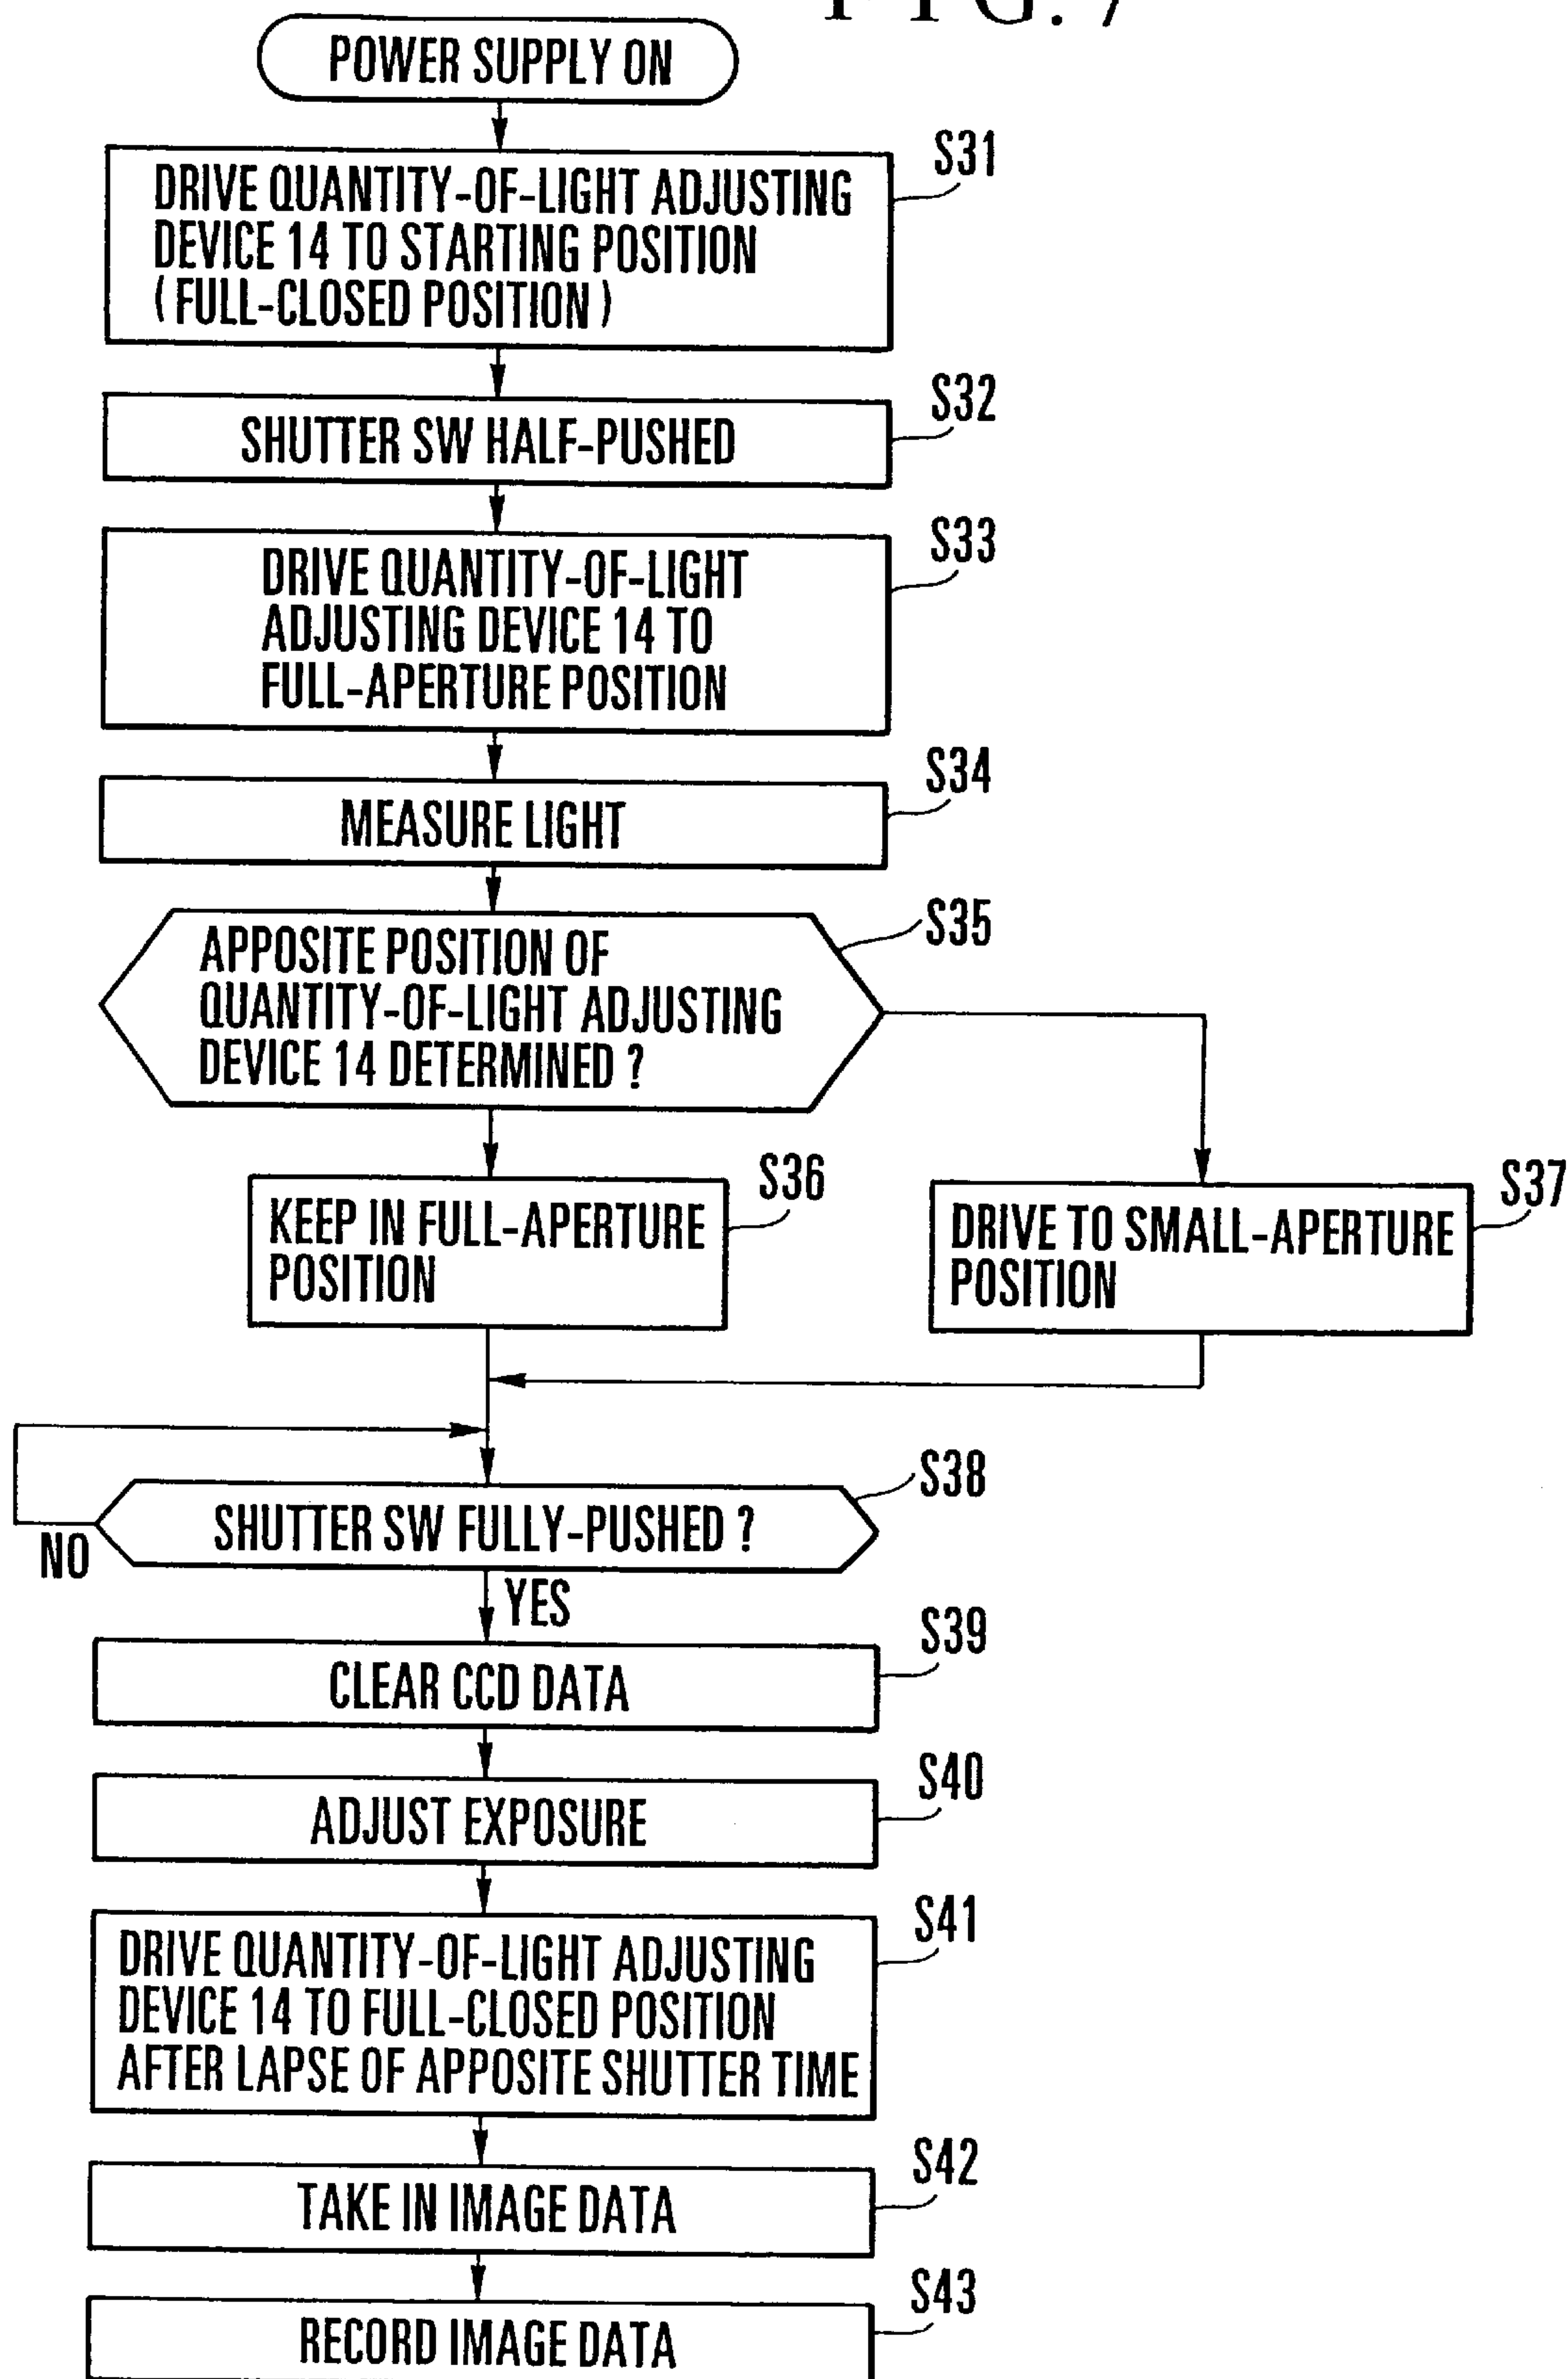 FIG. 7
POWER SUPPLY ON
S31
DRIVE QUANTITY-OF-LIGHT ADJUSTING
DEVICE 14 TO STARTING POSITION
(FULL-CLOSED POSITION)
S32
SHUTTER SW HALF-PUSHED
S33
DRIVE QUANTITY-OF-LIGHT
ADJUSTING DEVICE 14 TO
FULL-APERTURE POSITION
S34
MEASURE LIGHT
S35
APPOSITE POSITION OF
QUANTITY-OF-LIGHT ADJUSTING
DEVICE 14 DETERMINED ?
S36
KEEP IN FULL-APERTURE
POSITION
S37
DRIVE TO SMALL-APERTURE
POSITION
S38
SHUTTER SW FULLY-PUSHED ?
NO
YES
S39
CLEAR CCD DATA
S40
ADJUST EXPOSURE
S41
DRIVE QUANTITY-OF-LIGHT ADJUSTING
DEVICE 14 TO FULL-CLOSED POSITION
AFTER LAPSE OF APPOSITE SHUTTER TIME
S42
TAKE IN IMAGE DATA
S43
RECORD IMAGE DATA